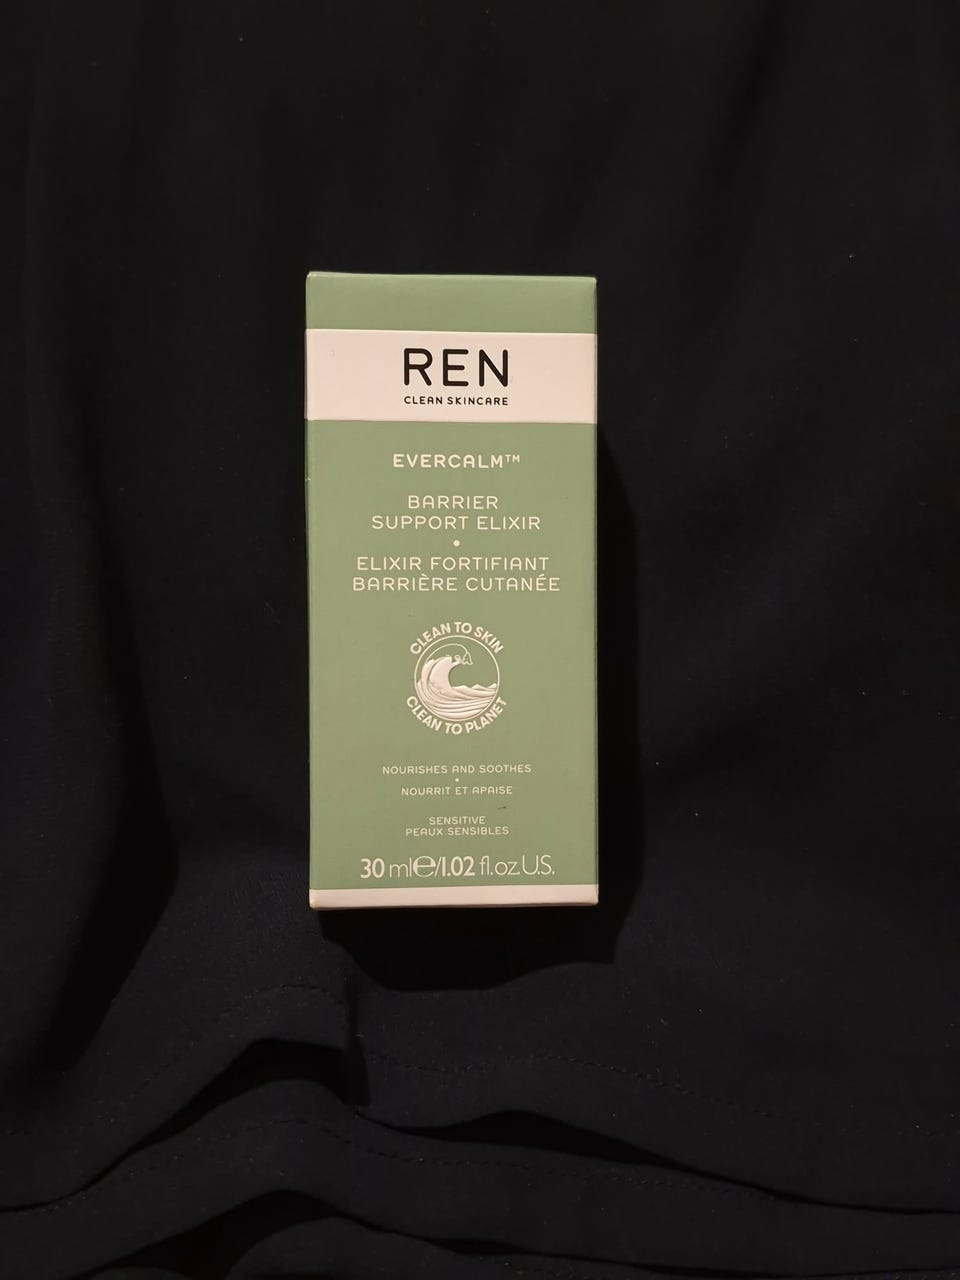 REN
CLEAN SKINCARE
EVERCALM™
BARRIER
SUPPORT ELIXIR
•
ELIXIR FORTIFIANT
BARRIÈRE CUTANÉE
CLEAN TO SKIN
CLEAN TO PLANET
NOURISHES AND SOOTHES
•
NOURRIT ET APAISE
SENSITIVE
PEAUX SENSIBLES
30 ml℮/1.02 fl.oz.U.S.